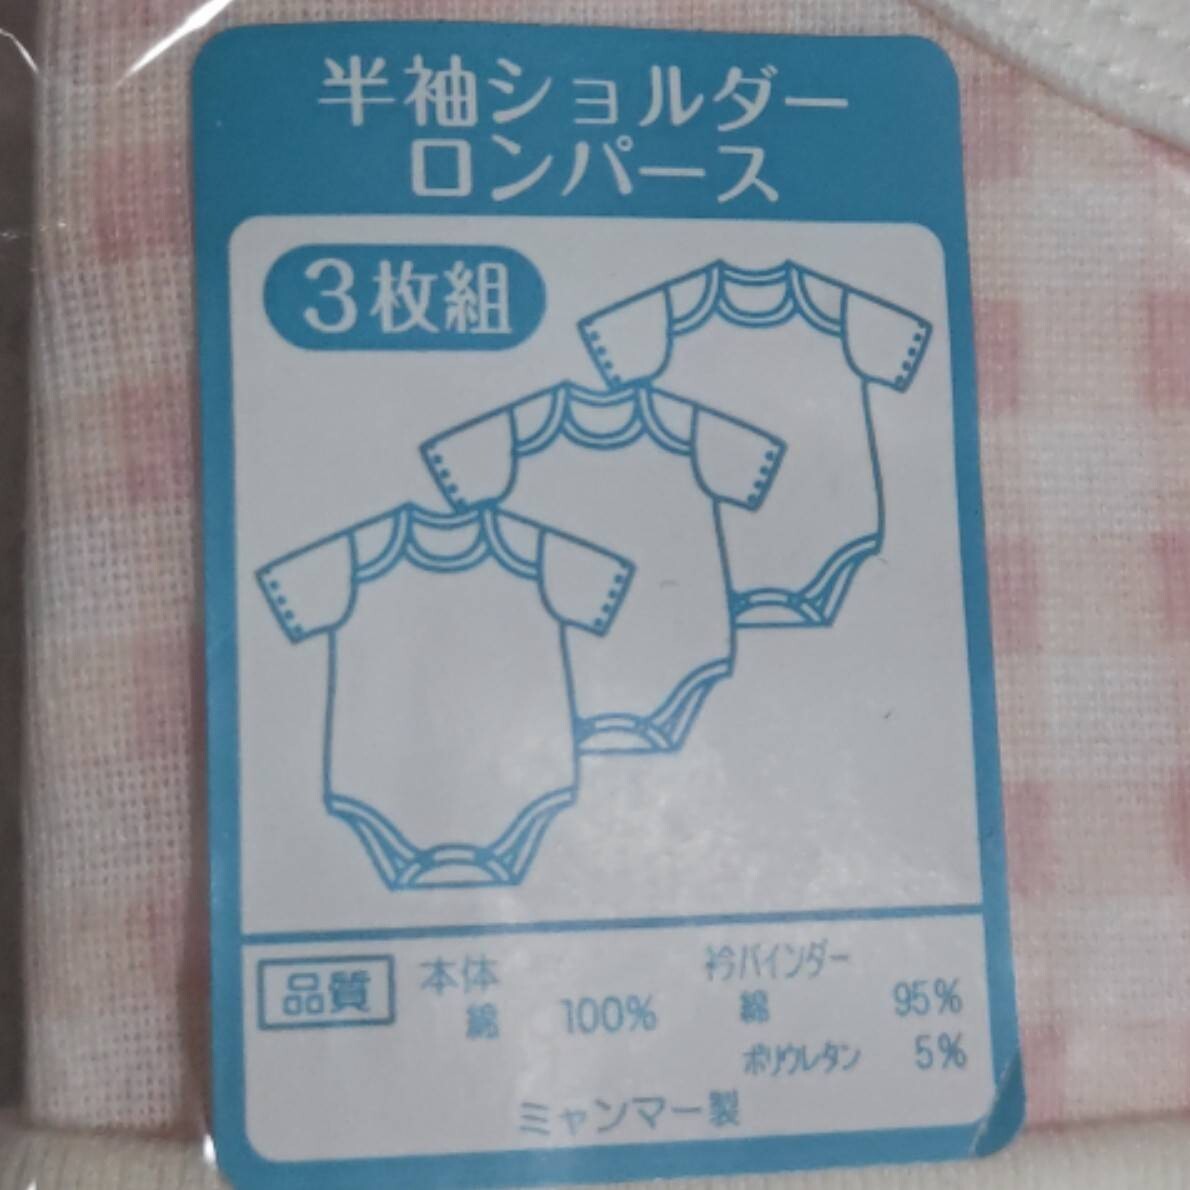 半袖ショルダー
ロンパース
3枚組
品質 本体 衿バインダー
綿 100% 綿 95%
ポリウレタン 5%
ミャンマー製